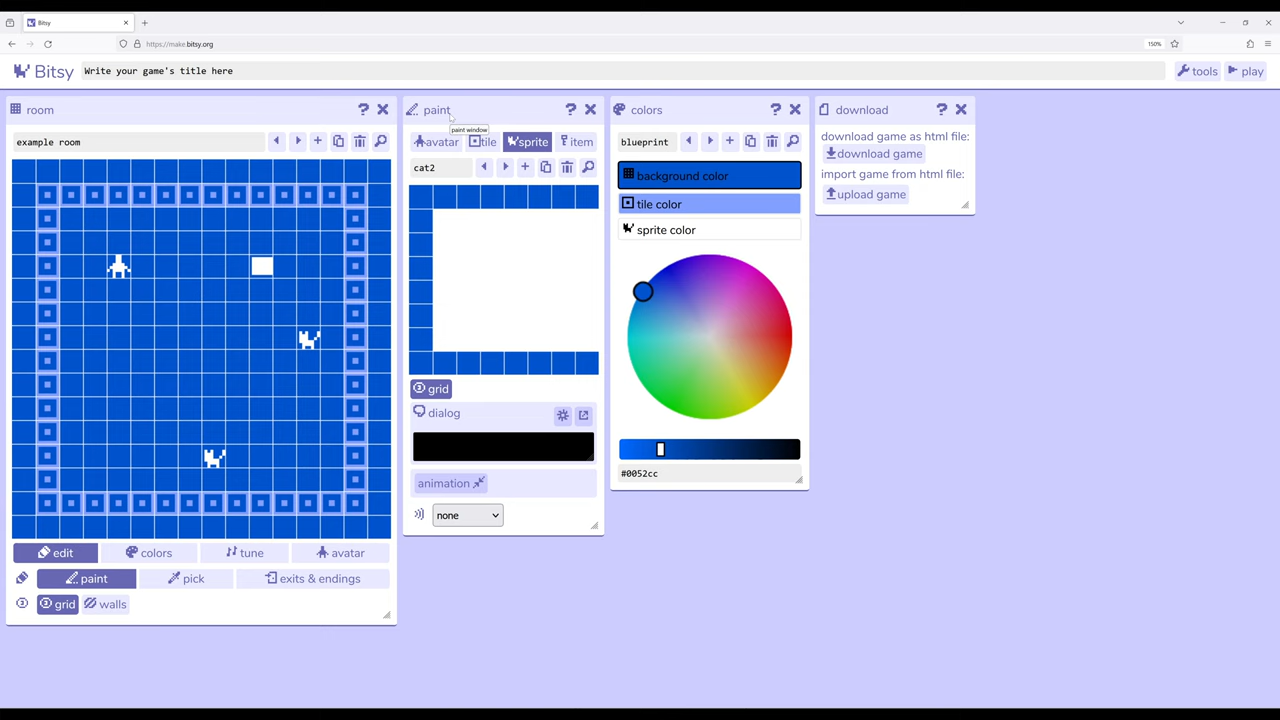 Bitsy
https://make.bitsy.org
150%
Bitsy
Write your game's title here
tools
play
room
example room
edit
colors
tune
avatar
paint
pick
exits & endings
grid
walls
paint
paint window
avatar
tile
sprite
item
cat2
grid
dialog
animation
none
colors
blueprint
background color
tile color
sprite color
#0052cc
download
download game as html file:
download game
import game from html file:
upload game